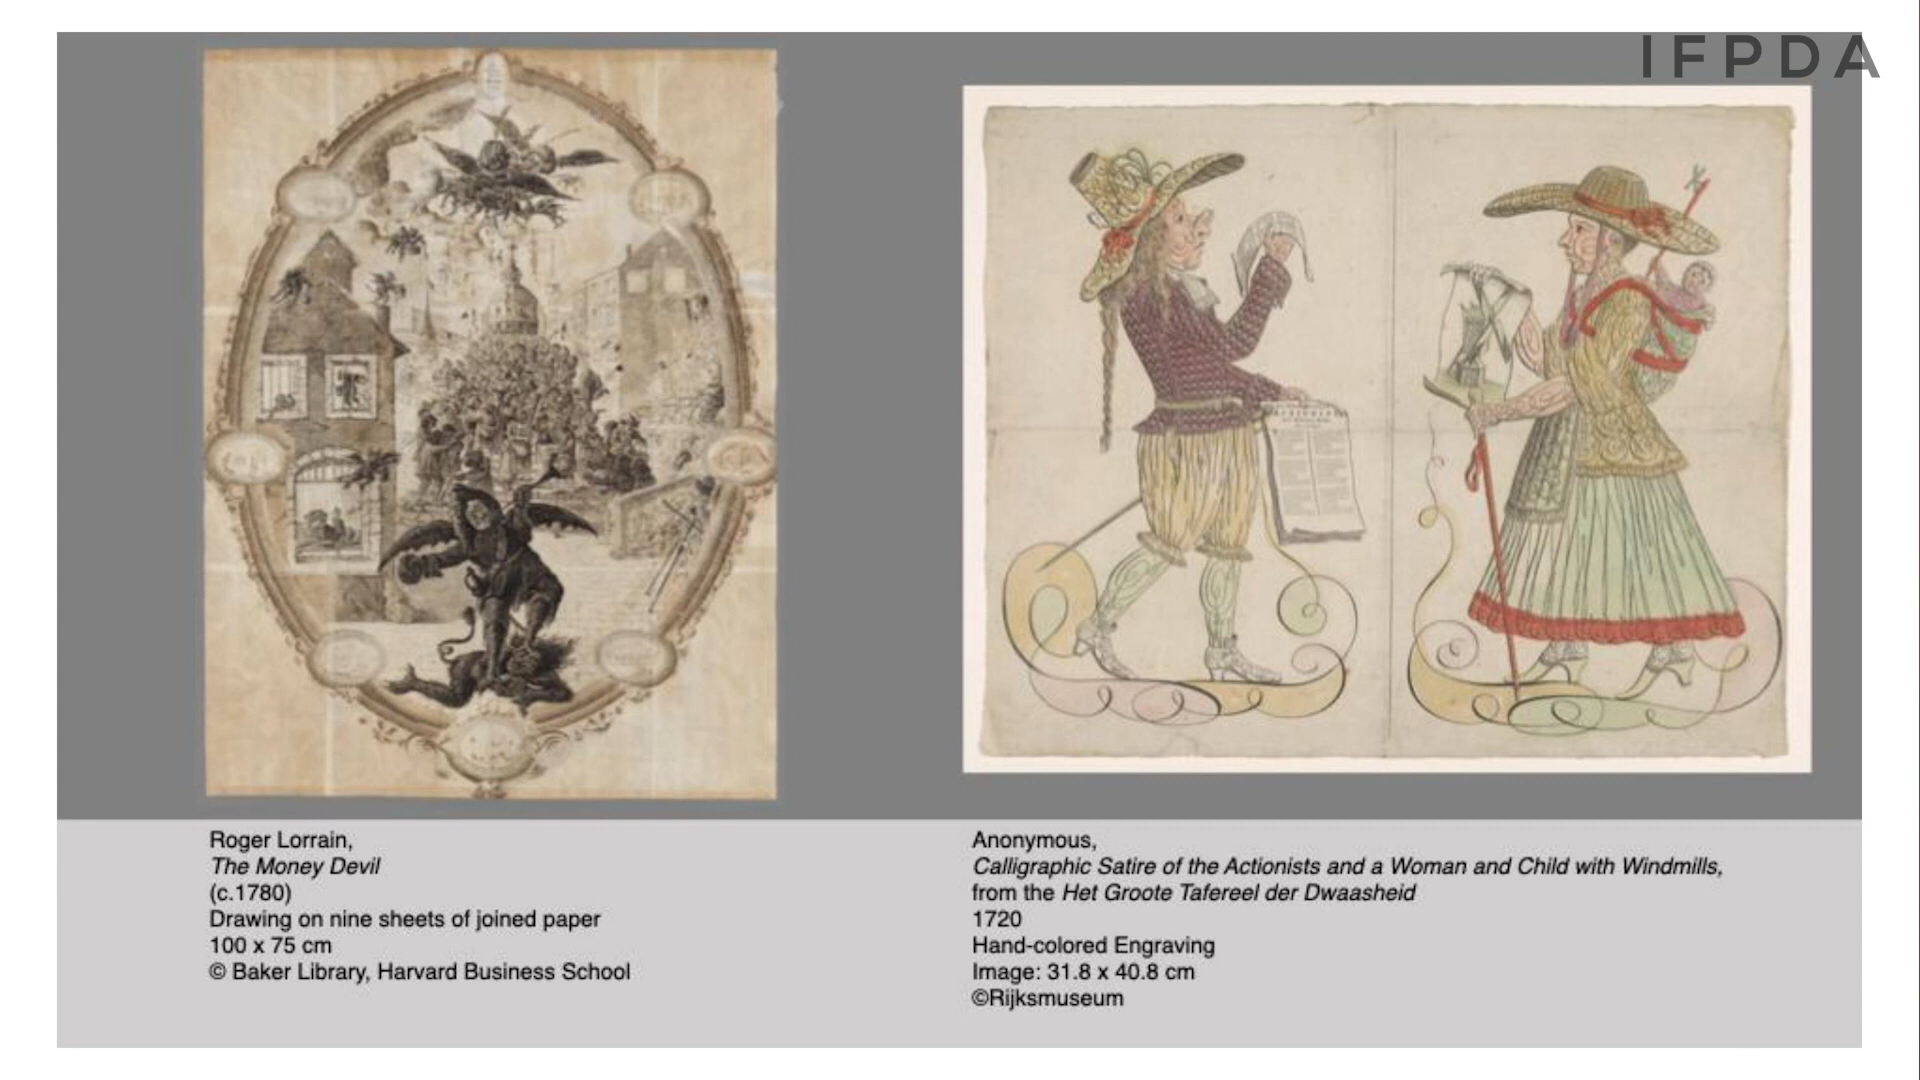 IFPDA
Roger Lorrain,
The Money Devil
(c.1780)
Drawing on nine sheets of joined paper
100 x 75 cm
© Baker Library, Harvard Business School
Anonymous,
Calligraphic Satire of the Actionists and a Woman and Child with Windmills,
from the Het Groote Tafereel der Dwaasheid
1720
Hand-colored Engraving
Image: 31.8 x 40.8 cm
©Rijksmuseum